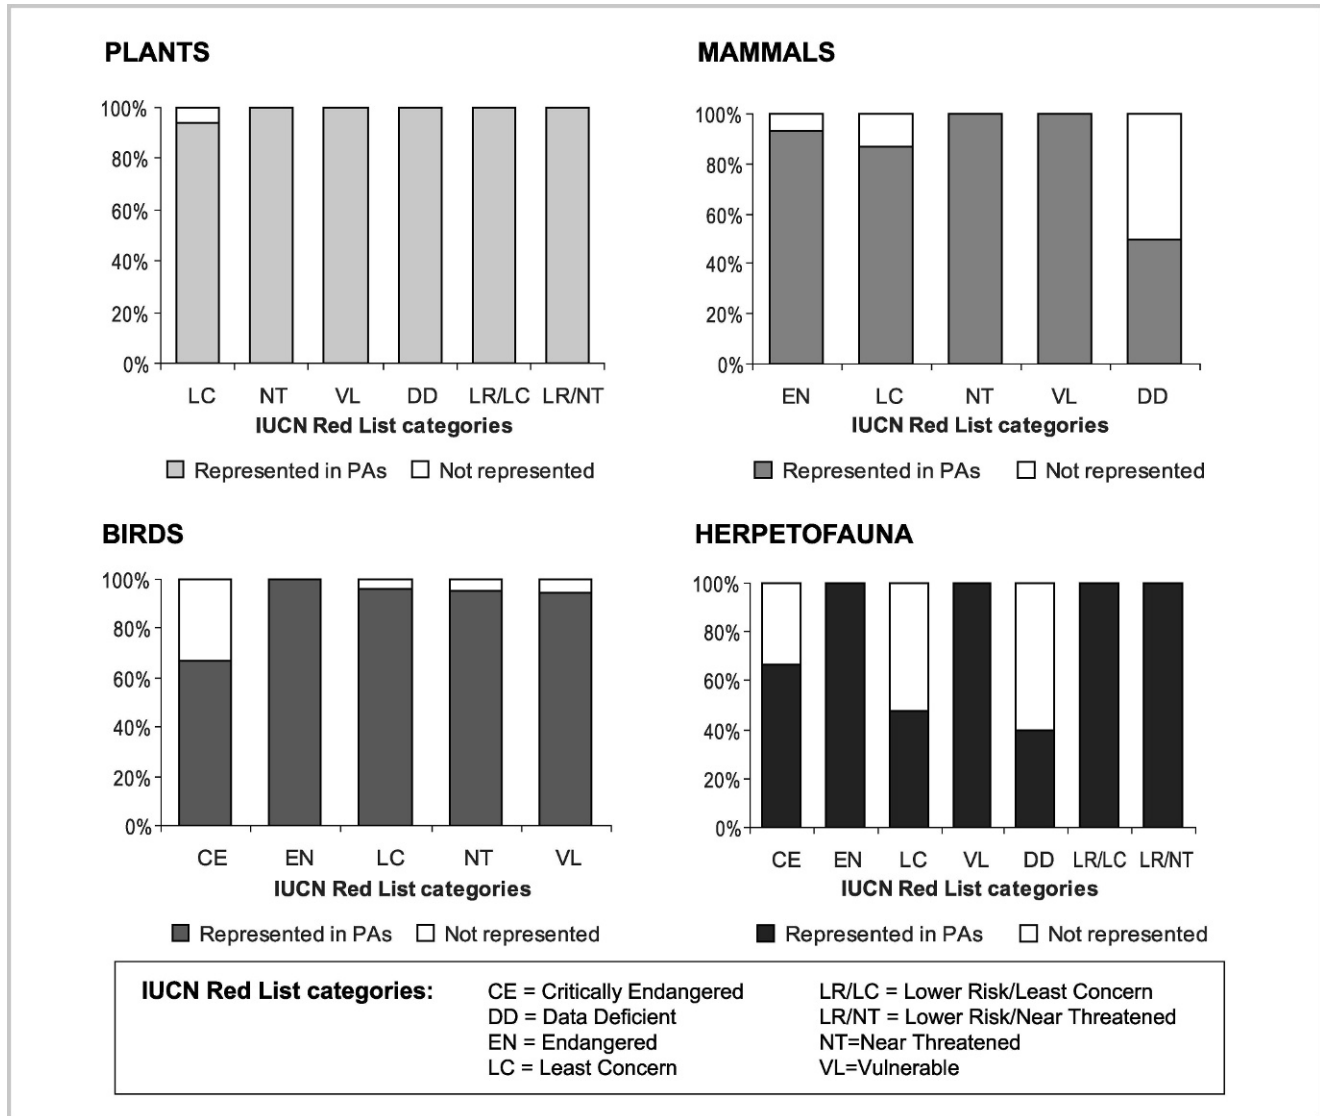 PLANTS
100%
80%
60%
40%
20%
0%
LC NT VL DD LR/LC LR/NT
IUCN Red List categories
Represented in PAs Not represented
MAMMALS
100%
80%
60%
40%
20%
0%
EN LC NT VL DD
IUCN Red List categories
Represented in PAs Not represented
BIRDS
100%
80%
60%
40%
20%
0%
CE EN LC NT VL
IUCN Red List categories
Represented in PAs Not represented
HERPETOFAUNA
100%
80%
60%
40%
20%
0%
CE EN LC VL DD LR/LC LR/NT
IUCN Red List categories
Represented in PAs Not represented
IUCN Red List categories:
CE = Critically Endangered
DD = Data Deficient
EN = Endangered
LC = Least Concern
LR/LC = Lower Risk/Least Concern
LR/NT = Lower Risk/Near Threatened
NT=Near Threatened
VL=Vulnerable